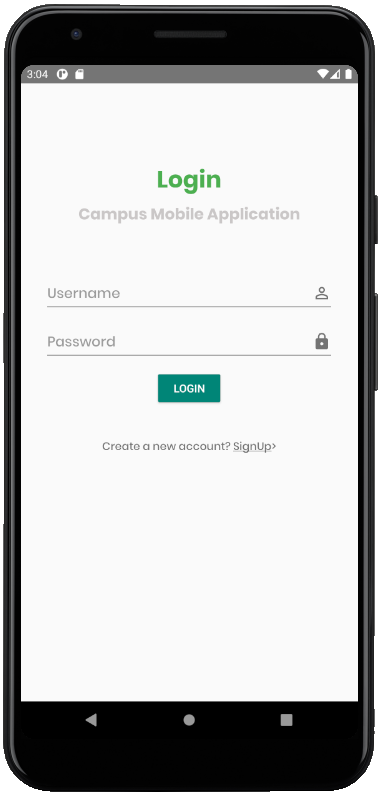 3:04
Login
Campus Mobile Application
Username
Password
LOGIN
Create a new account? SignUp>